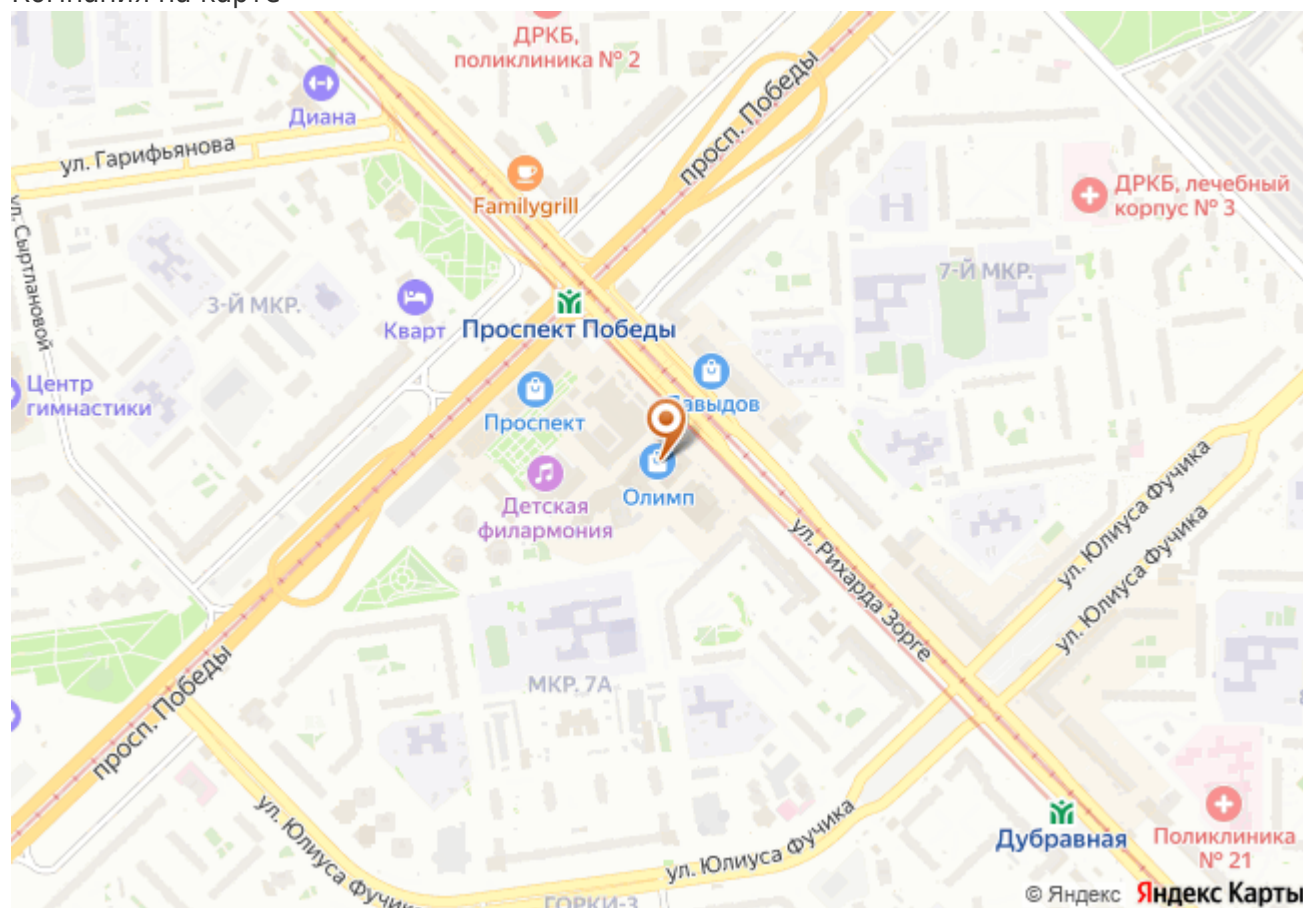 ДРКБ,
поликлиника № 2
Диана
просп. Победы
ул. Гарифьянова
Familygrill
ДРКБ, лечебный
корпус № 3
ул. Сыртлановой
7-Й МКР.
3-Й МКР.
Кварт
Проспект Победы
Центр
гимнастики
Проспект
Олимп
Детская
филармония
ул. Юлиуса Фучика
ул. Юлиуса Фучика
ул. Рихарда Зорге
МКР. 7А
просп. Победы
ул. Юлиуса Фучика
ул. Юлиуса Фучика
Дубравная
Поликлиника
№ 21
ГОРКИ-3
© Яндекс Яндекс Карты